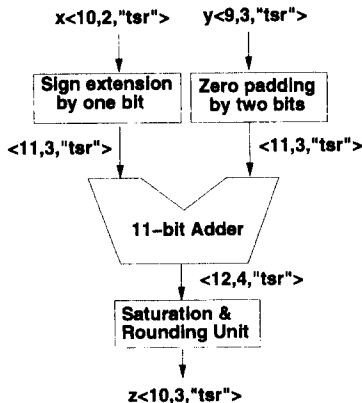 x<10,2,"tsr">
y<9,3,"tsr">
Sign extension
by one bit
Zero padding
by two bits
<11,3,"tsr">
<11,3,"tsr">
11-bit Adder
<12,4,"tsr">
Saturation &
Rounding Unit
z<10,3,"tsr">